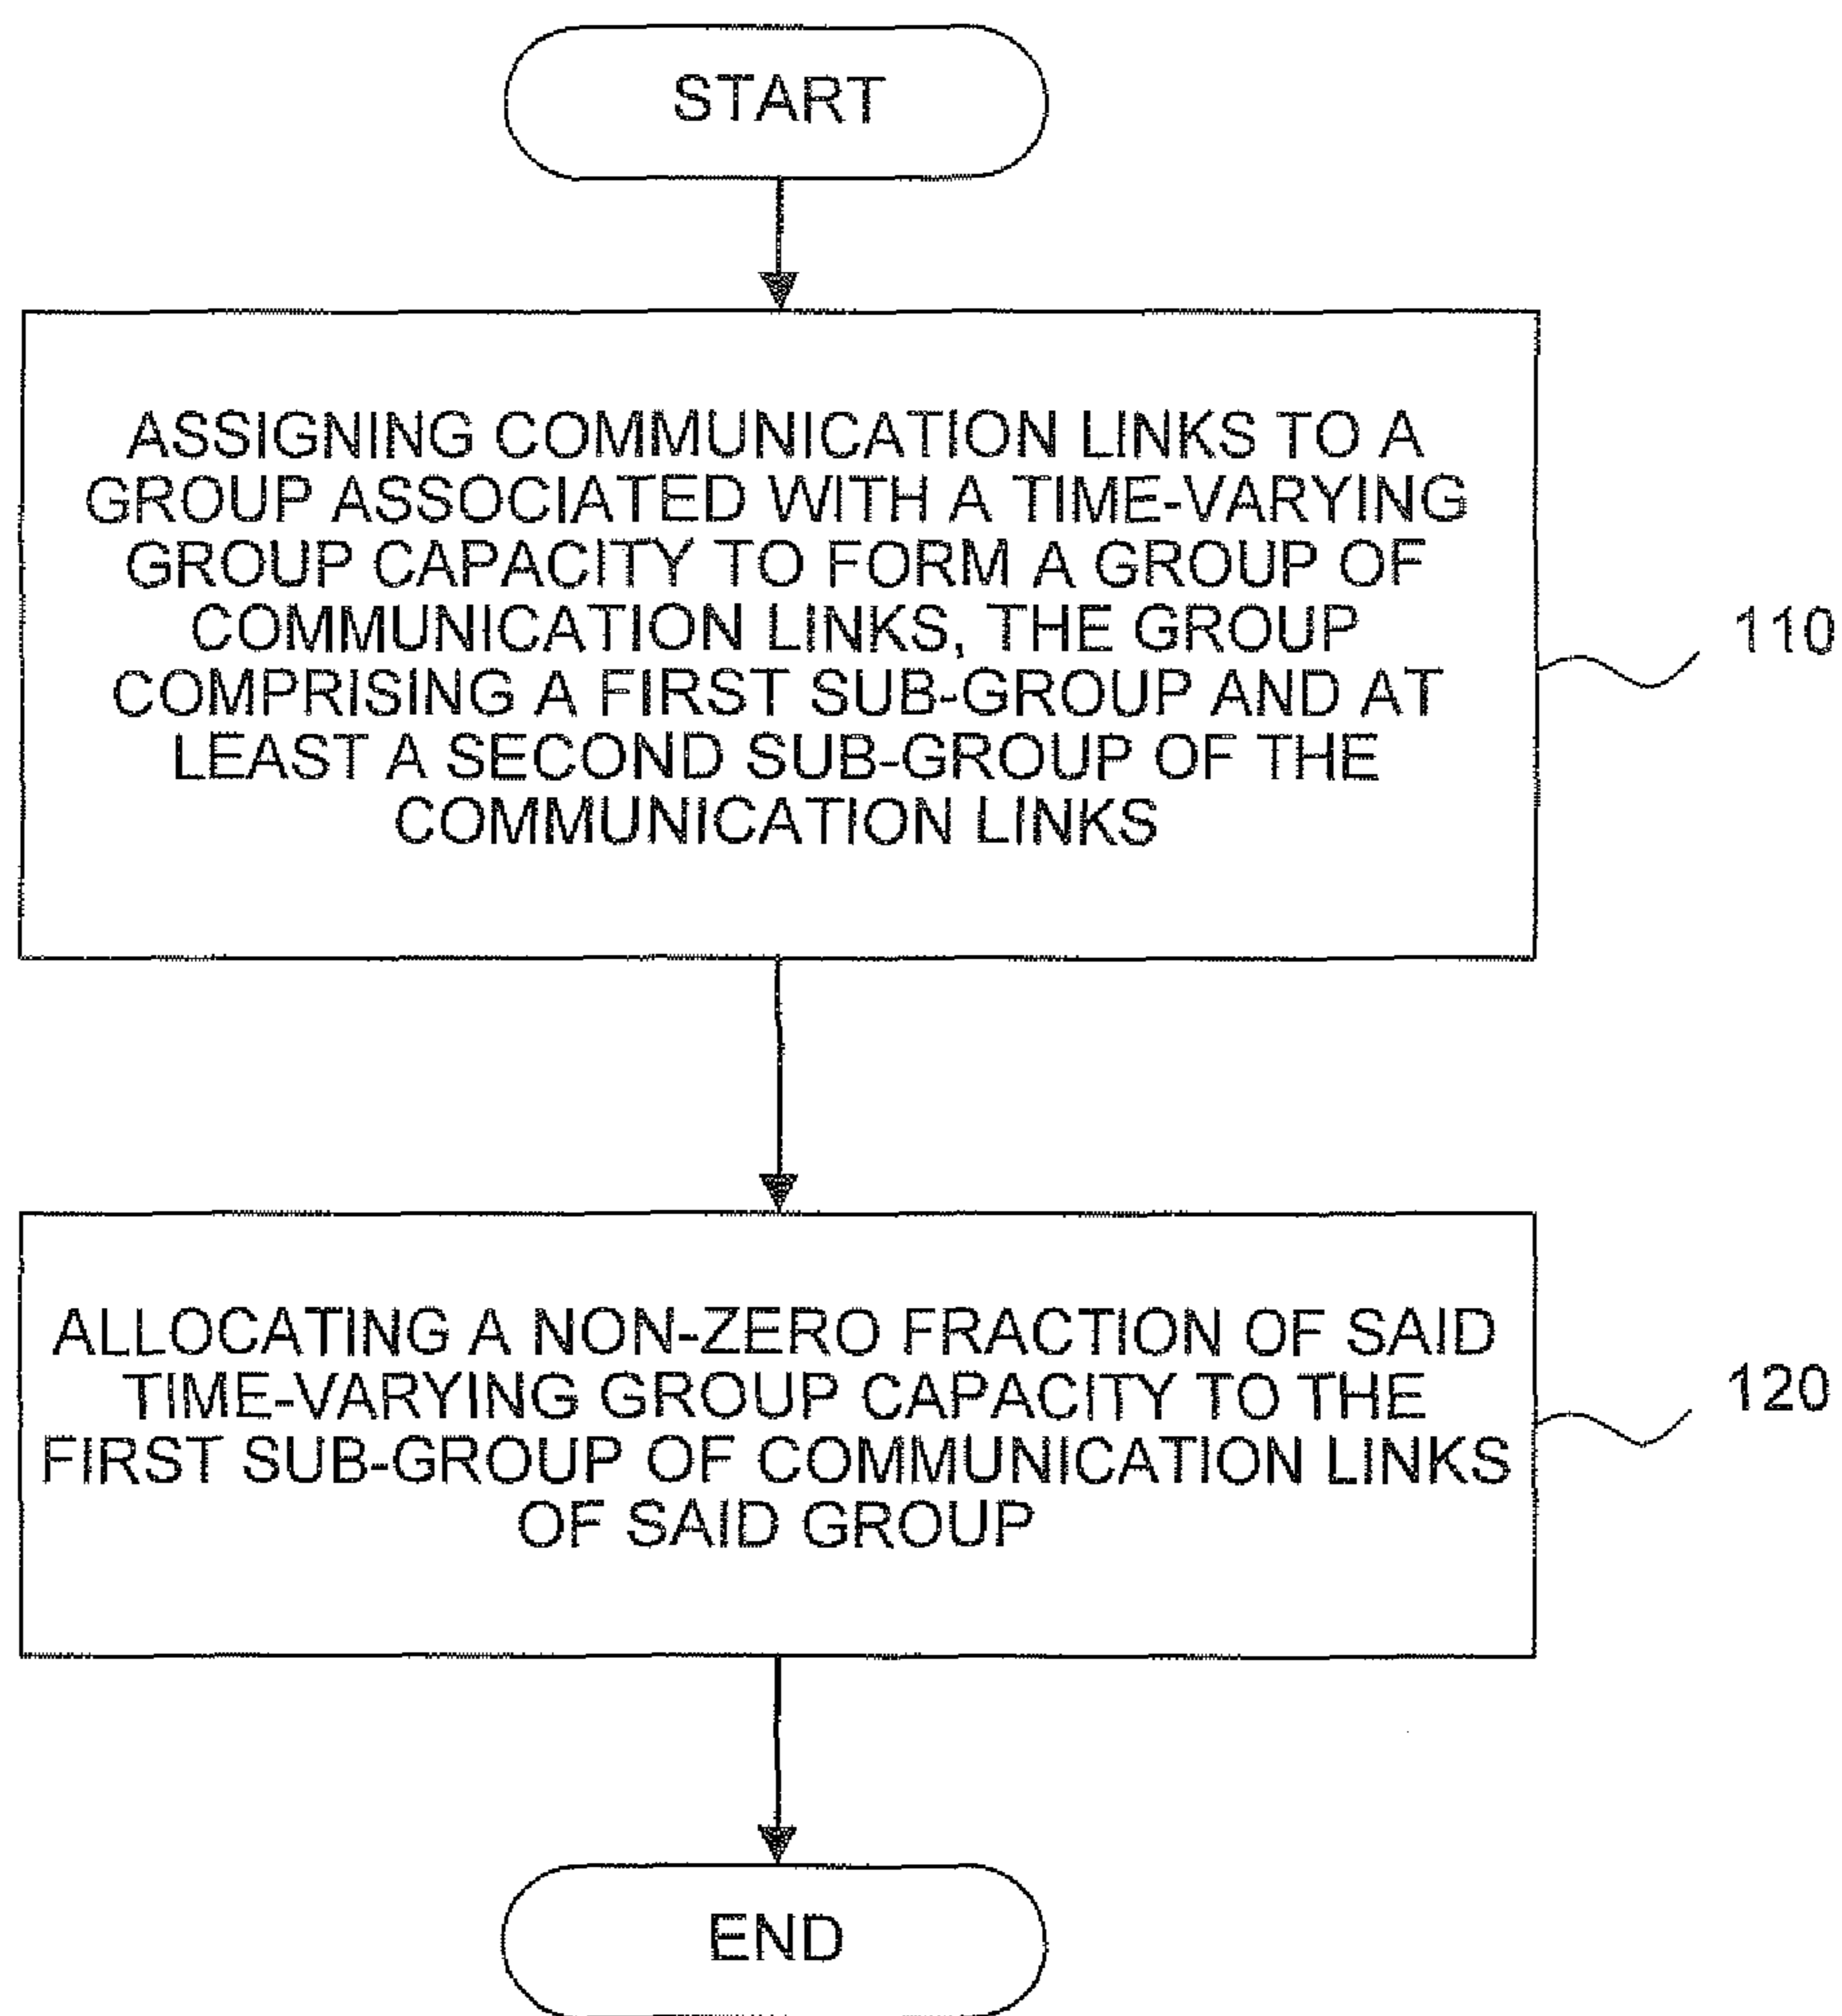 START
ASSIGNING COMMUNICATION LINKS TO A
GROUP ASSOCIATED WITH A TIME-VARYING
GROUP CAPACITY TO FORM A GROUP OF
COMMUNICATION LINKS, THE GROUP
COMPRISING A FIRST SUB-GROUP AND AT
LEAST A SECOND SUB-GROUP OF THE
COMMUNICATION LINKS
110
ALLOCATING A NON-ZERO FRACTION OF SAID
TIME-VARYING GROUP CAPACITY TO THE
FIRST SUB-GROUP OF COMMUNICATION LINKS
OF SAID GROUP
120
END